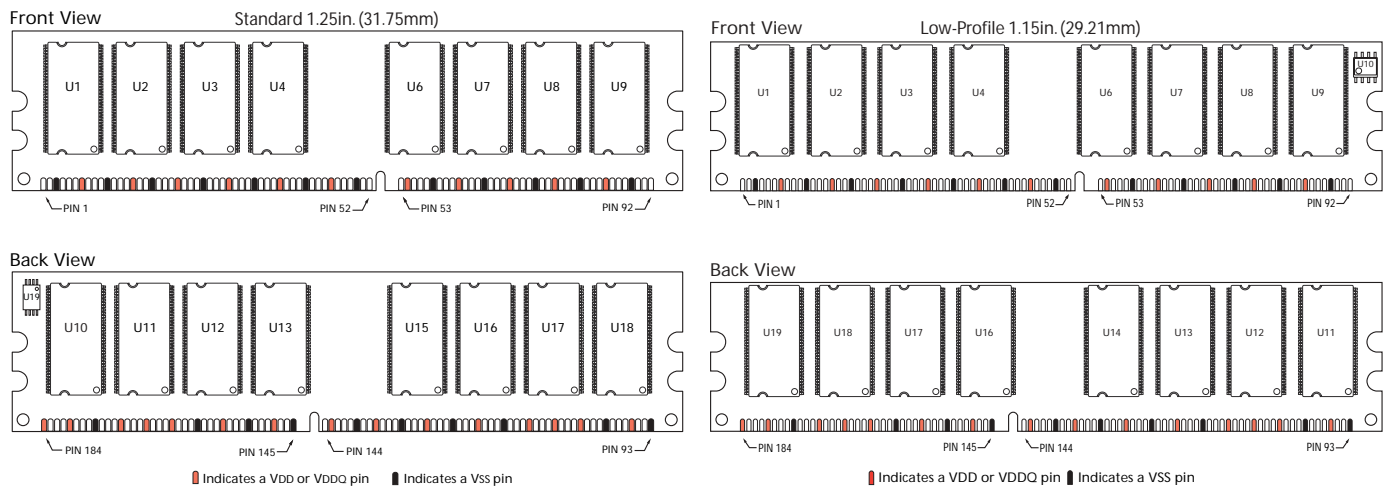 Front View
Standard 1.25in. (31.75mm)
U1 U2 U3 U4 U6 U7 U8 U9
PIN 1 PIN 52 PIN 53 PIN 92
Back View
U19 U10 U11 U12 U13 U15 U16 U17 U18
PIN 184 PIN 145 PIN 144 PIN 93
Indicates a VDD or VDDQ pin Indicates a VSS pin
Front View
Low-Profile 1.15in. (29.21mm)
U1 U2 U3 U4 U6 U7 U8 U9 U10
PIN 1 PIN 52 PIN 53 PIN 92
Back View
U19 U18 U17 U16 U14 U13 U12 U11
PIN 184 PIN 145 PIN 144 PIN 93
Indicates a VDD or VDDQ pin Indicates a VSS pin